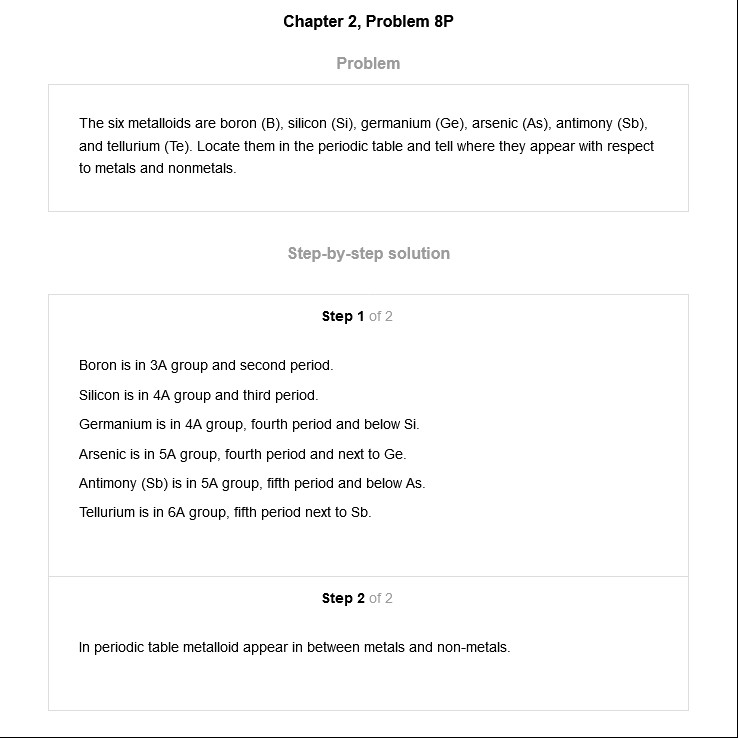 Chapter 2, Problem 8P
Problem
The six metalloids are boron (B), silicon (Si), germanium (Ge), arsenic (As), antimony (Sb),
and tellurium (Te). Locate them in the periodic table and tell where they appear with respect
to metals and nonmetals.
Step-by-step solution
Step 1 of 2
Boron is in 3A group and second period.
Silicon is in 4A group and third period.
Germanium is in 4A group, fourth period and below Si.
Arsenic is in 5A group, fourth period and next to Ge.
Antimony (Sb) is in 5A group, fifth period and below As.
Tellurium is in 6A group, fifth period next to Sb.
Step 2 of 2
In periodic table metalloid appear in between metals and non-metals.